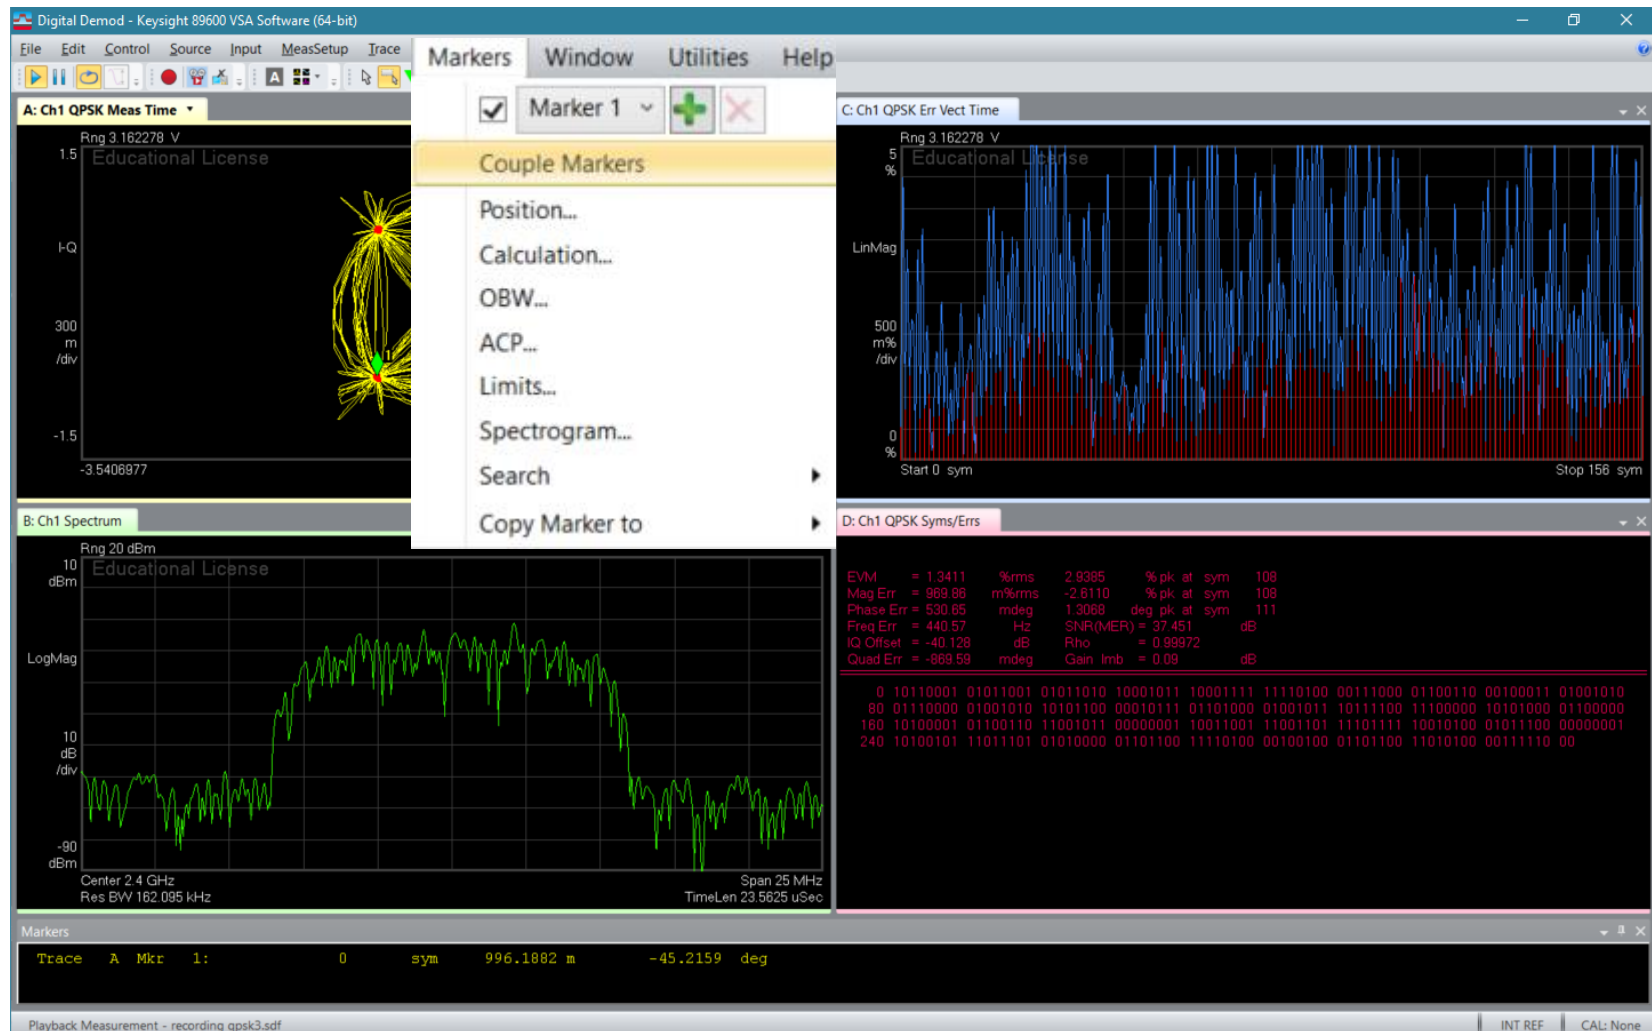 Digital Demod - Keysight 89600 VSA Software (64-bit)
File Edit Control Source Input MeasSetup Trace
Markers Window Utilities Help
Marker 1
Couple Markers
Position...
Calculation...
OBW...
ACP...
Limits...
Spectrogram...
Search
Copy Marker to
A: Ch1 QPSK Meas Time
Rng 3.162278 V
1.5
Educational License
I-Q
300
m
/div
-1.5
-3.5406977
1
C: Ch1 QPSK Err Vect Time
Rng 3.162278 V
5
%
Educational License
LinMag
500
m%
/div
0
%
Start 0 sym
Stop 156 sym
B: Ch1 Spectrum
Rng 20 dBm
10
dBm
Educational License
LogMag
10
dB
/div
-90
dBm
Center 2.4 GHz
Span 25 MHz
Res BW 162.095 kHz
TimeLen 23.5625 uSec
D: Ch1 QPSK Syms/Errs
EVM = 1.3411 %rms 2.9385 % pk at sym 108
Mag Err = 969.86 m%rms -2.6110 % pk at sym 108
Phase Err = 530.65 mdeg 1.3068 deg pk at sym 111
Freq Err = 440.57 Hz SNR(MER) = 37.451 dB
IQ Offset = -40.128 dB Rho = 0.99972
Quad Err = -869.59 mdeg Gain Imb = 0.09 dB
0 10110001 01011001 01011010 10001011 10001111 11110100 00111000 01100110 00100011 01001010
80 01110000 01001010 10101100 00010111 01101000 01001011 10111100 11100000 10101000 01100000
160 10100001 01100110 11001011 00000001 10011001 11001101 11101111 10010100 01011100 00000001
240 10100101 11011101 01010000 01101100 11110100 00100100 01101100 11010100 00111110 00
Markers
Trace A Mkr 1: 0 sym 996.1882 m -45.2159 deg
Playback Measurement - recording qpsk3.sdf
INT REF
CAL: None